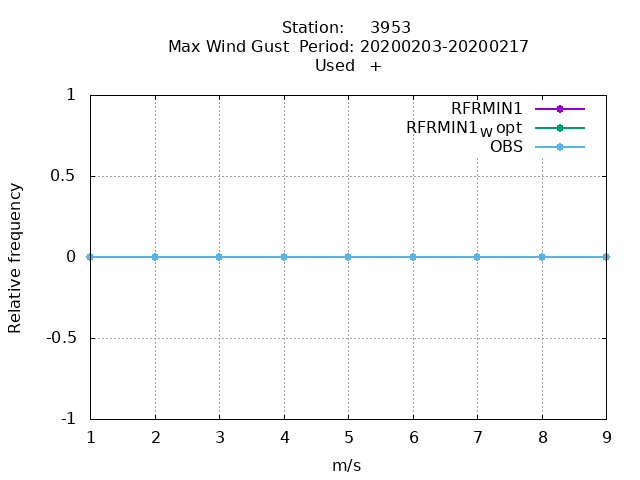 Station: 3953
Max Wind Gust Period: 20200203-20200217
Used +
RFRMIN1
RFRMIN1w opt
OBS
Relative frequency
1
0.5
0
-0.5
-1
1 2 3 4 5 6 7 8 9
m/s